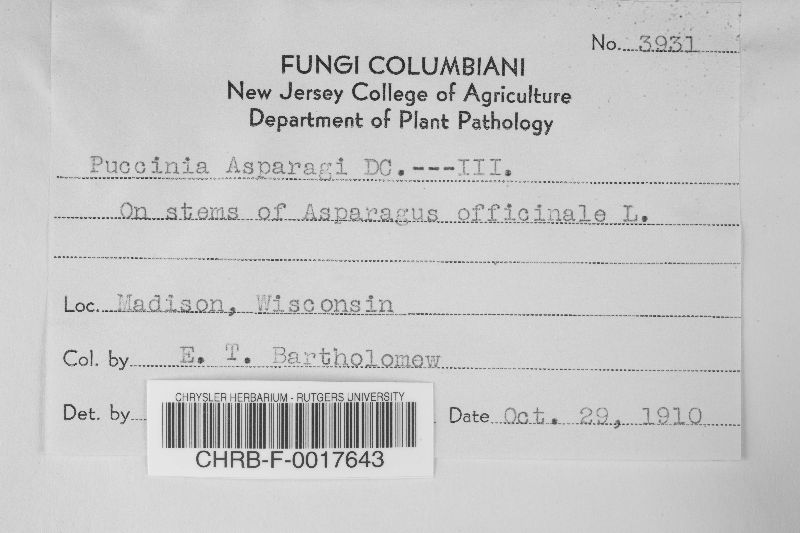 No. 3931
FUNGI COLUMBIANI
New Jersey College of Agriculture
Department of Plant Pathology
Puccinia Asparagi DC.---III.
On stems of Asparagus officinale L.
Loc. Madison, Wisconsin
Col. by E. T. Bartholomew
Det. by
Date Oct. 29, 1910
CHRYSLER HERBARIUM - RUTGERS UNIVERSITY
CHRB-F-0017643